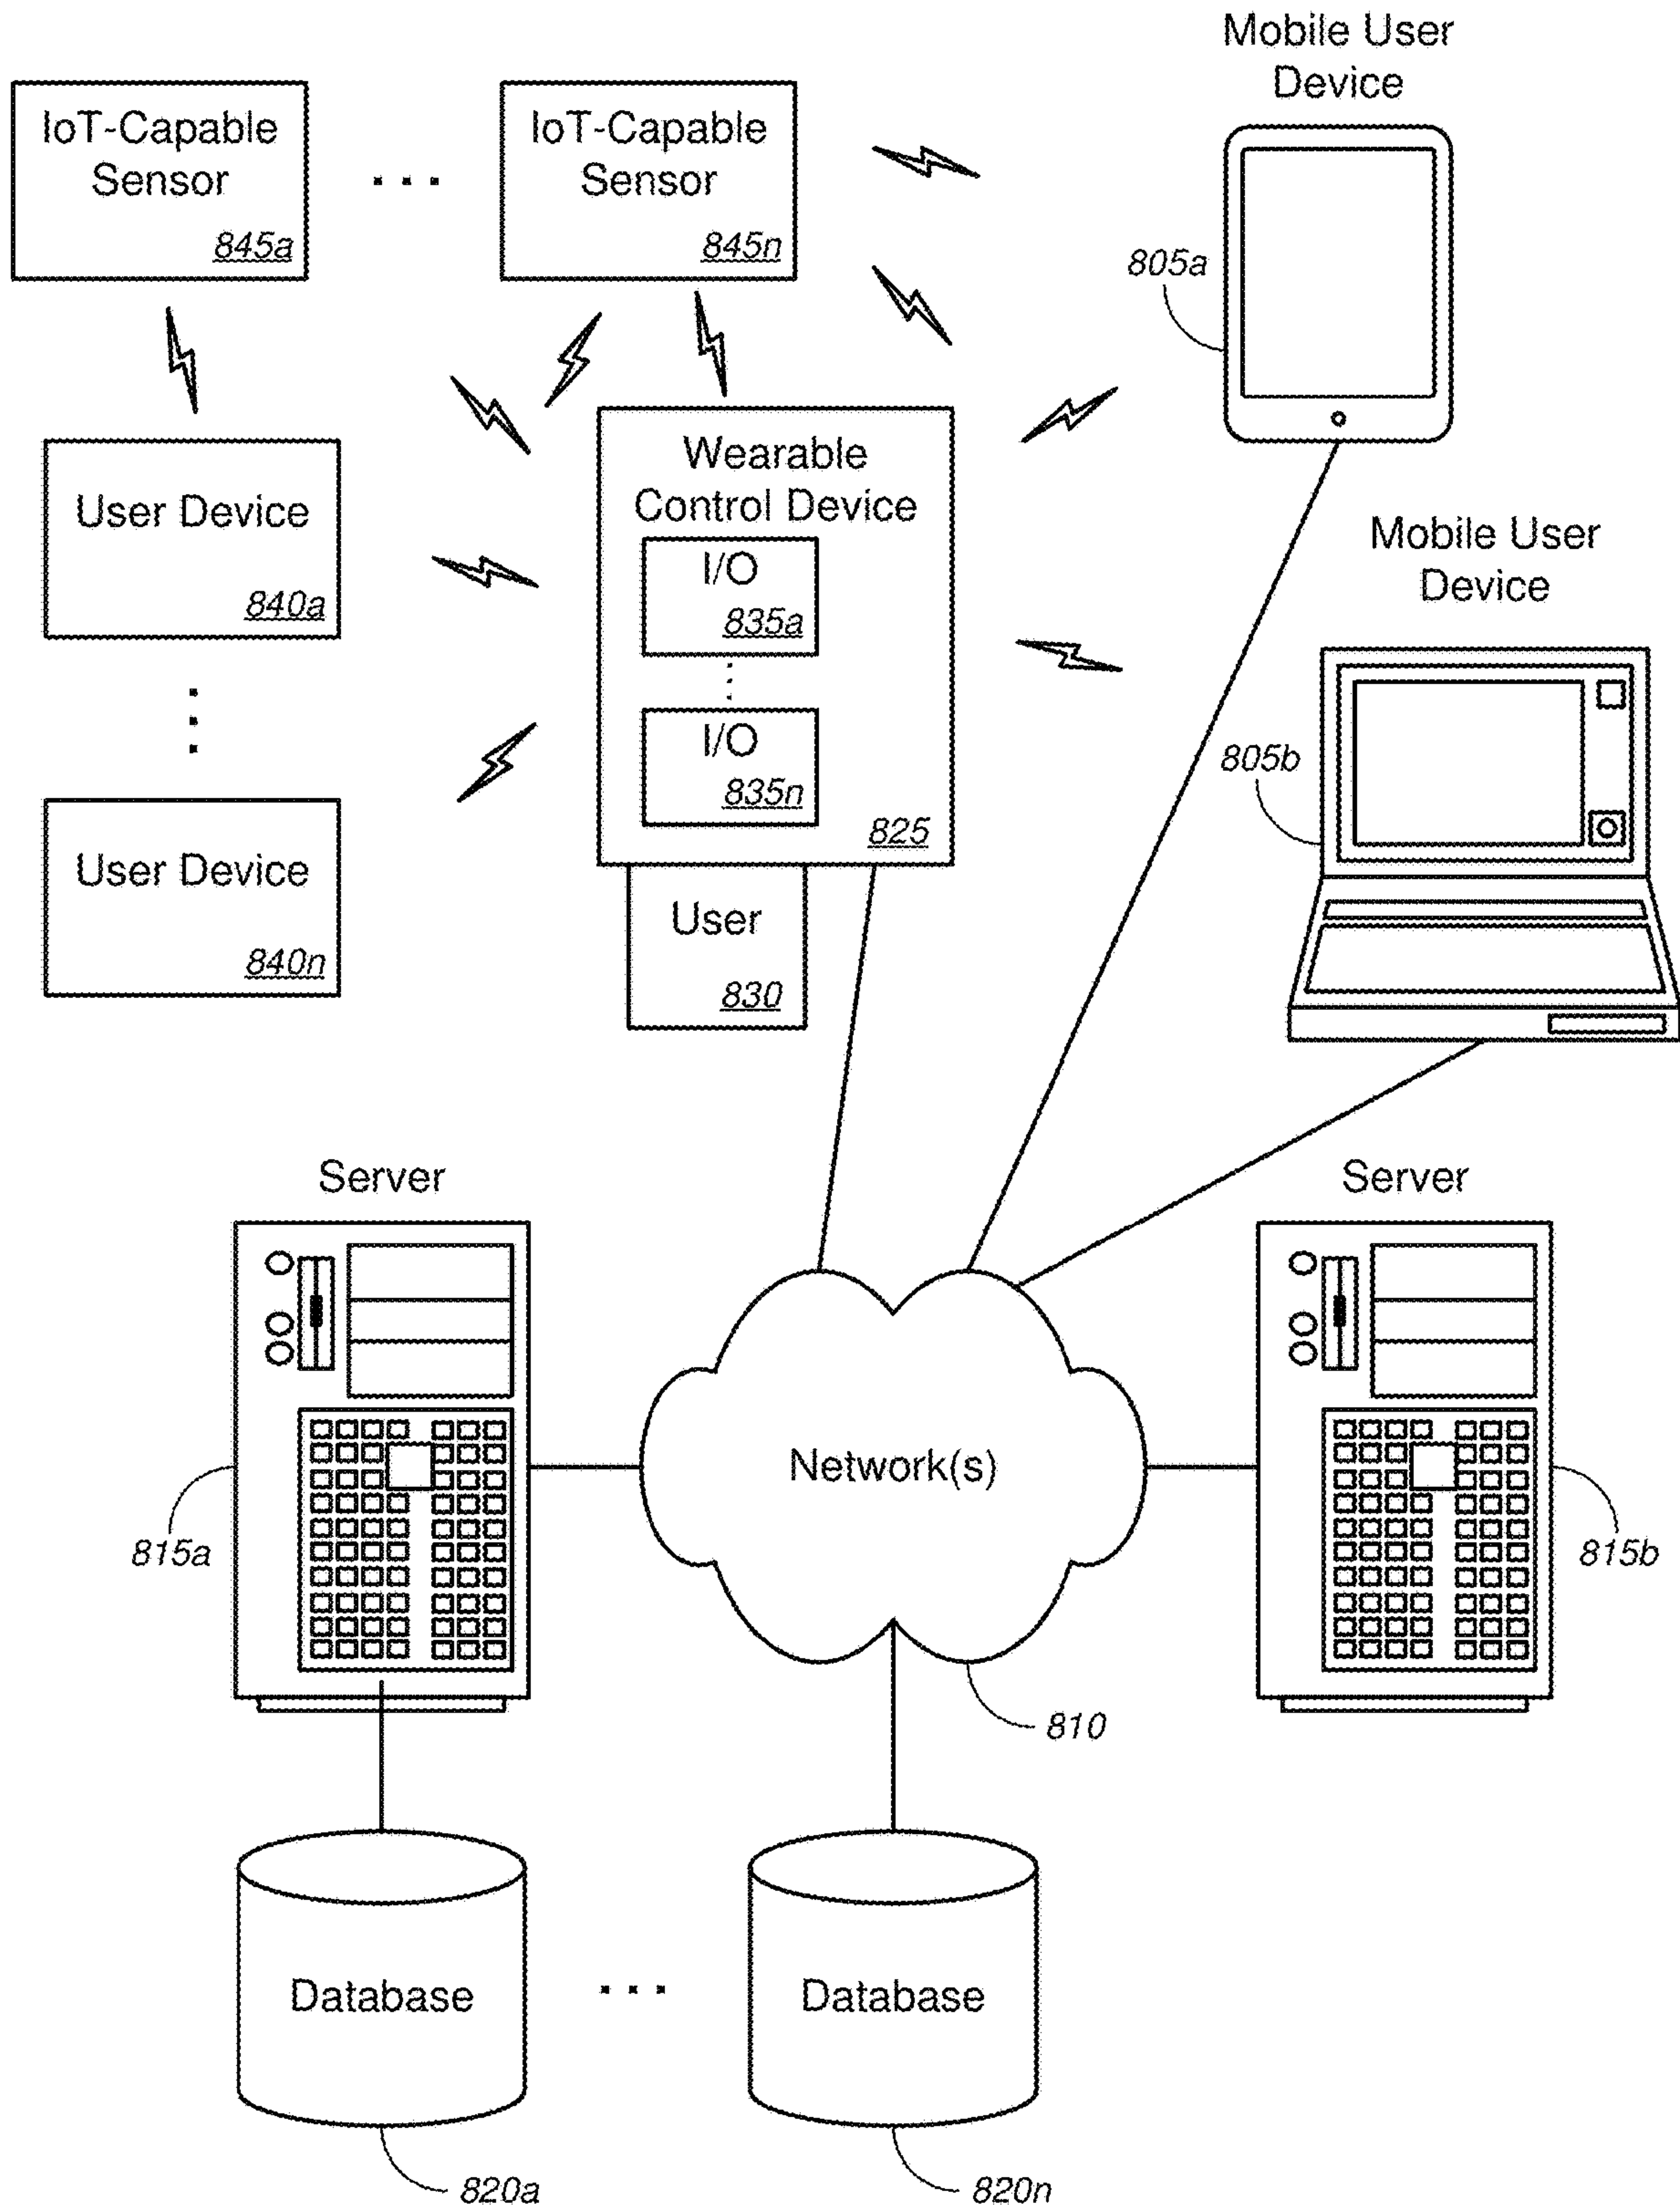 Mobile User
Device
IoT-Capable
Sensor
845a
. . .
IoT-Capable
Sensor
845n
805a
User Device
840a
Wearable
Control Device
I/O
835a
I/O
835n
825
Mobile User
Device
805b
User Device
840n
User
830
Server
815a
Network(s)
810
Server
815b
Database
820a
. . .
Database
820n